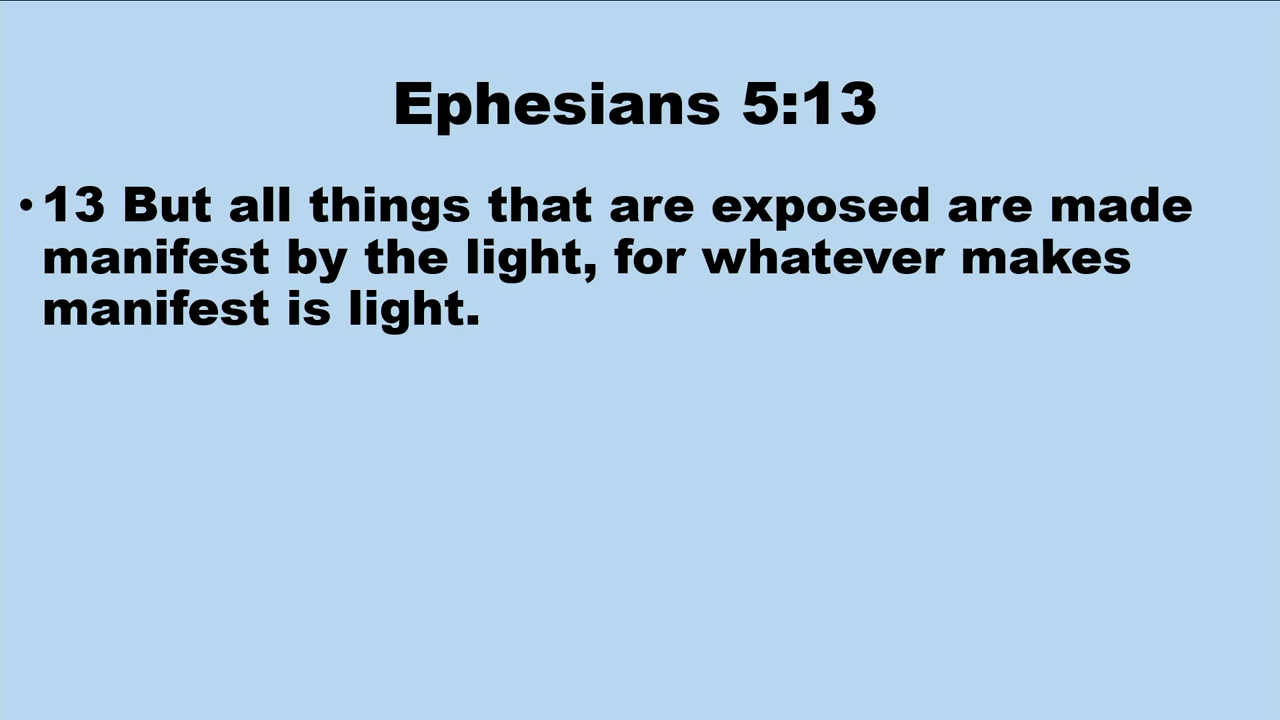 Ephesians 5:13
• 13 But all things that are exposed are made
manifest by the light, for whatever makes
manifest is light.